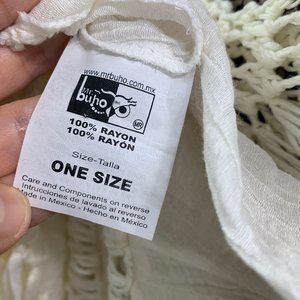 www.mrbuho.com.mx
Mr
buho
MR
100% RAYON
100% RAYÓN
Size-Talla
ONE SIZE
Care and Components on reverse
Intrucciones de lavado al reverso
Made in Mexico - Hecho en México